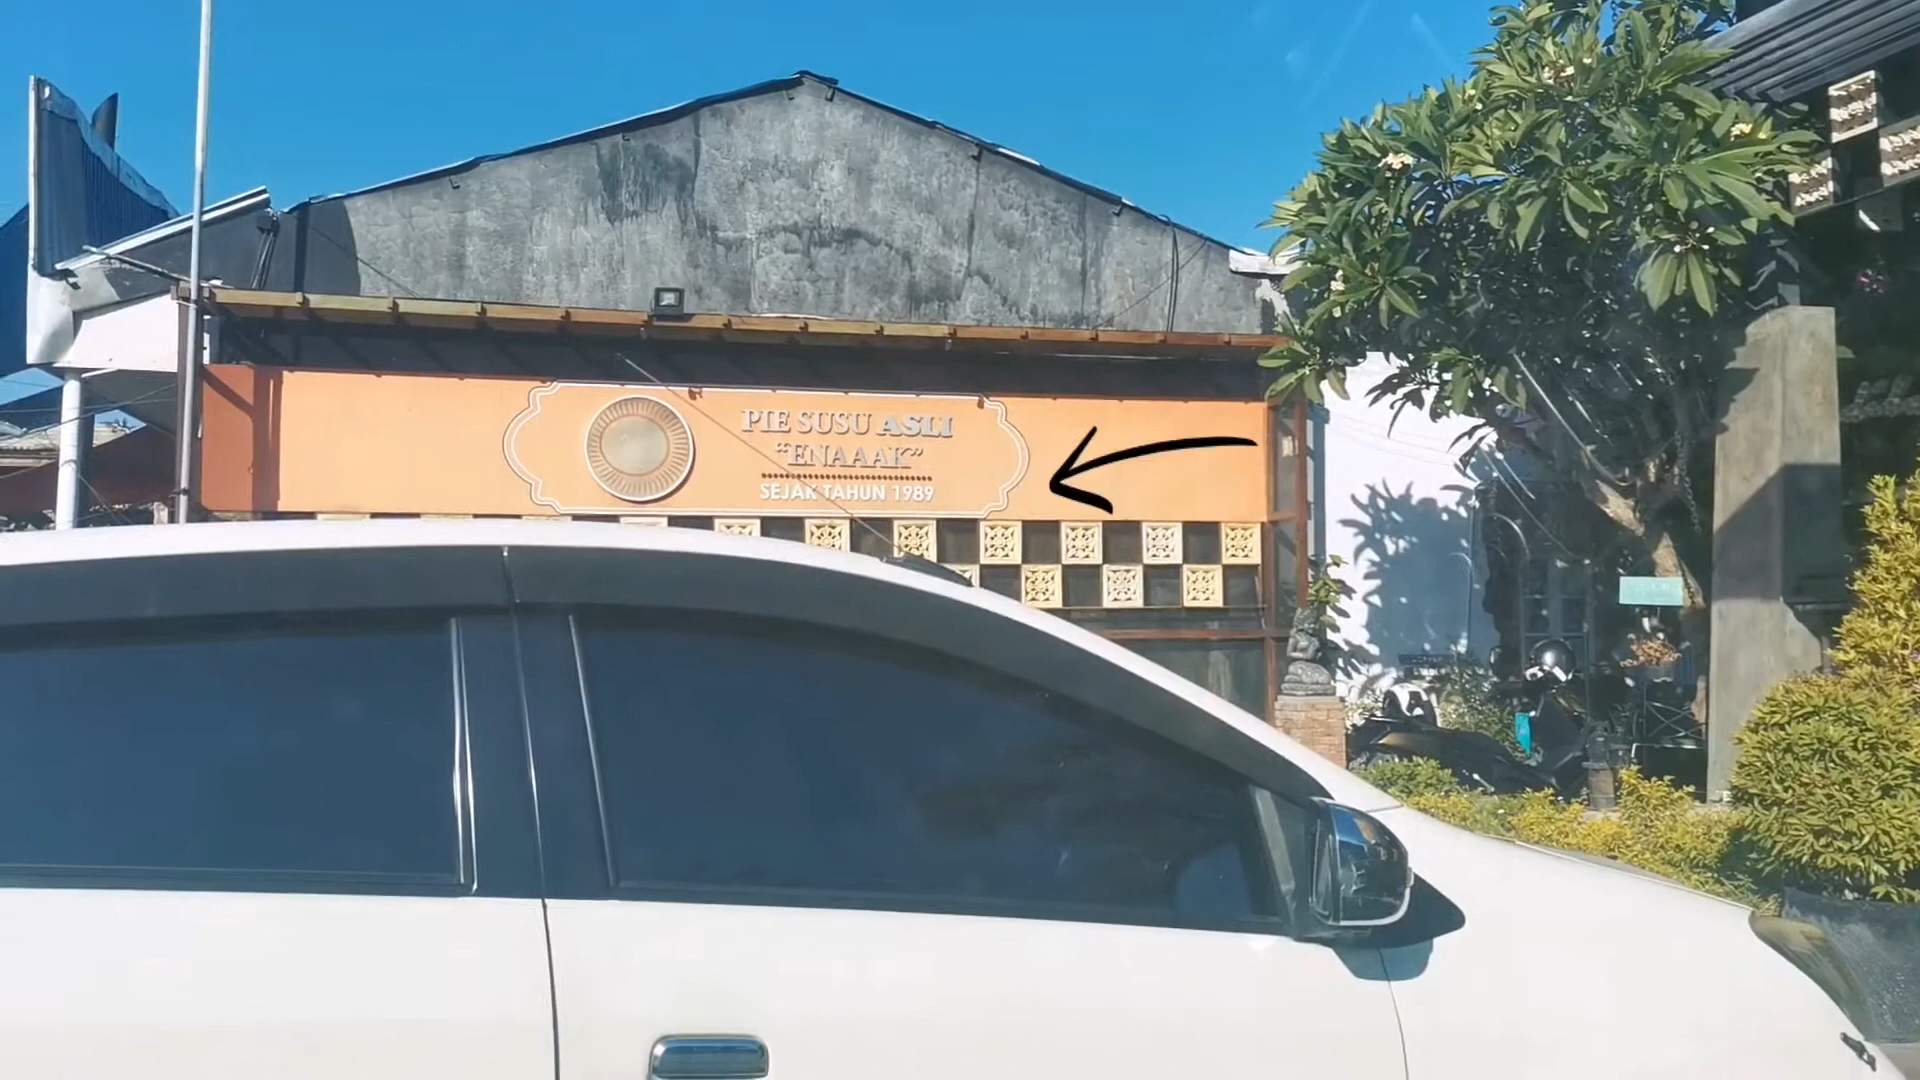 PIE SUSU ASLI
“ENAAAK”
SEJAK TAHUN 1989